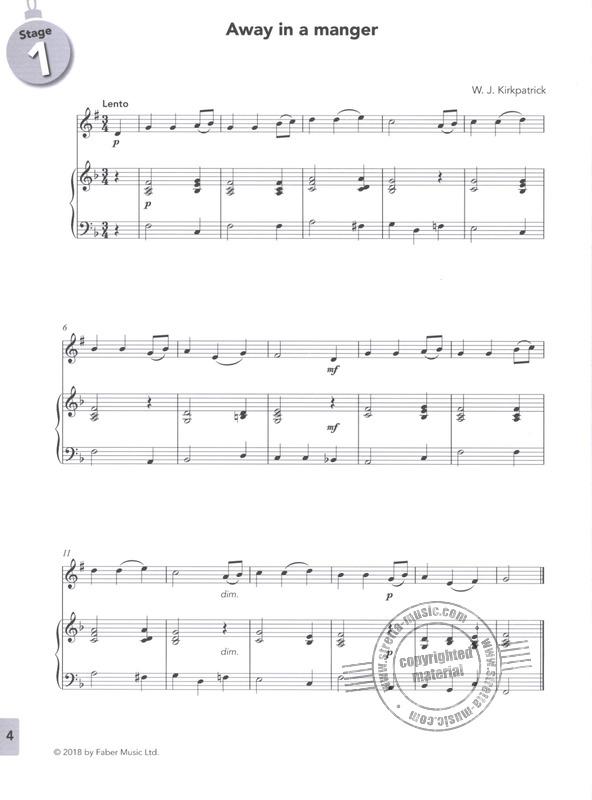 Stage
1
Away in a manger
W. J. Kirkpatrick
Lento
p
p
6
mf
mf
11
dim.
p
dim.
p
www.stretta-music.com
copyrighted
material
www.stretta-music.com
4
© 2018 by Faber Music Ltd.